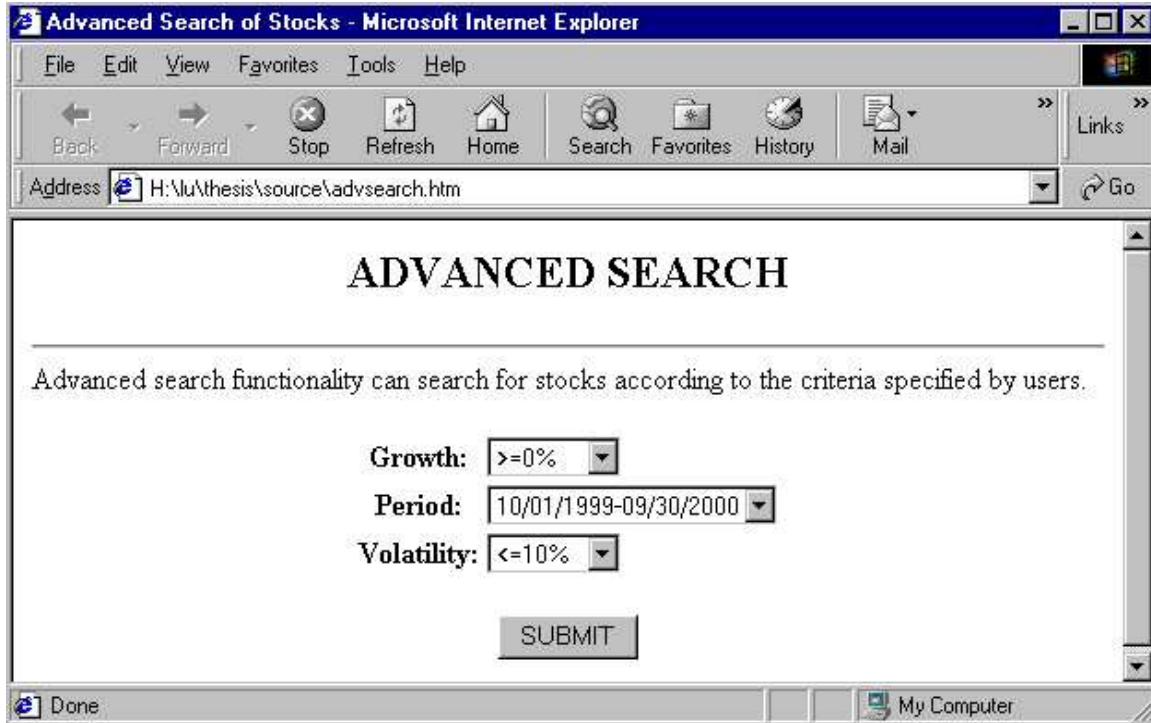 Advanced Search of Stocks - Microsoft Internet Explorer
File Edit View Favorites Tools Help
Back Forward Stop Refresh Home Search Favorites History Mail » Links »
Address H:\lu\thesis\source\advsearch.htm Go
ADVANCED SEARCH
Advanced search functionality can search for stocks according to the criteria specified by users.
Growth: >=0%
Period: 10/01/1999-09/30/2000
Volatility: <=10%
SUBMIT
Done My Computer